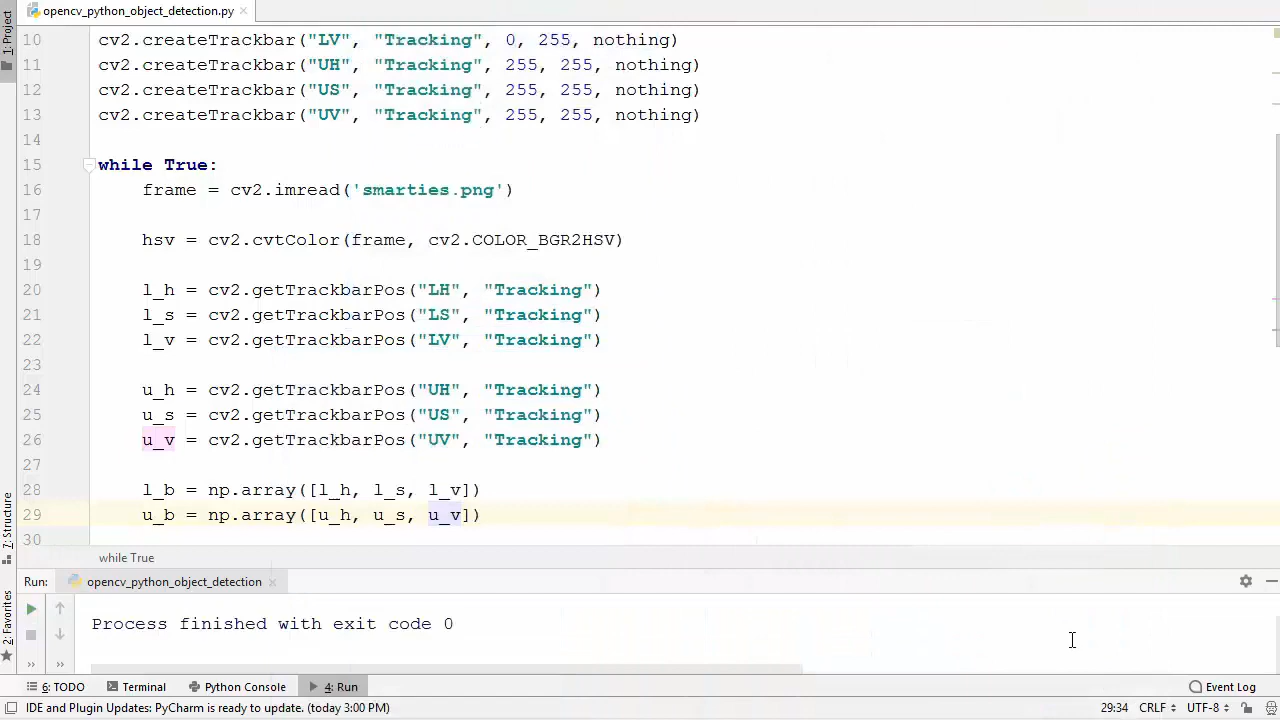 1: Project
opencv_python_object_detection.py
10 cv2.createTrackbar("LV", "Tracking", 0, 255, nothing)
11 cv2.createTrackbar("UH", "Tracking", 255, 255, nothing)
12 cv2.createTrackbar("US", "Tracking", 255, 255, nothing)
13 cv2.createTrackbar("UV", "Tracking", 255, 255, nothing)
14
15 while True:
16 frame = cv2.imread('smarties.png')
17
18 hsv = cv2.cvtColor(frame, cv2.COLOR_BGR2HSV)
19
20 l_h = cv2.getTrackbarPos("LH", "Tracking")
21 l_s = cv2.getTrackbarPos("LS", "Tracking")
22 l_v = cv2.getTrackbarPos("LV", "Tracking")
23
24 u_h = cv2.getTrackbarPos("UH", "Tracking")
25 u_s = cv2.getTrackbarPos("US", "Tracking")
26 u_v = cv2.getTrackbarPos("UV", "Tracking")
27
28 l_b = np.array([l_h, l_s, l_v])
29 u_b = np.array([u_h, u_s, u_v])
30
while True
7: Structure
2: Favorites
Run: opencv_python_object_detection
Process finished with exit code 0
6: TODO Terminal Python Console 4: Run Event Log
IDE and Plugin Updates: PyCharm is ready to update. (today 3:00 PM) 29:34 CRLF UTF-8